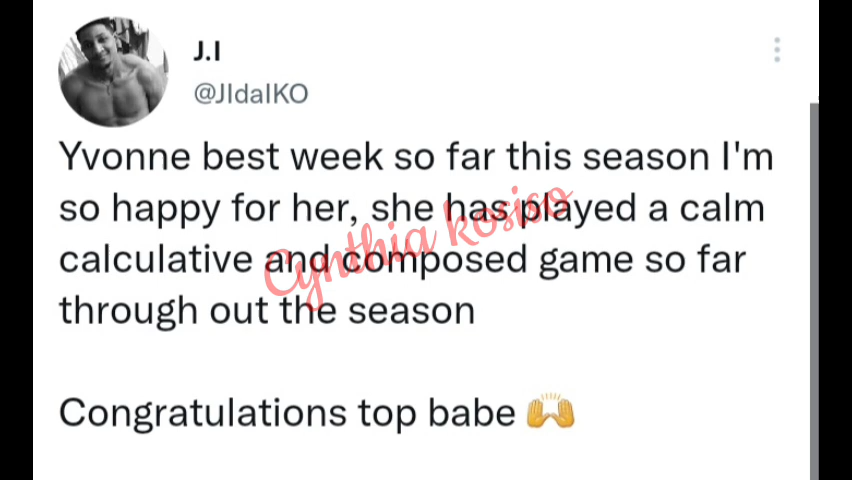 J.I
@JIdaIKO
Yvonne best week so far this season I'm
so happy for her, she has played a calm
calculative and composed game so far
through out the season
Cynthia kosiso
Congratulations top babe 🙌